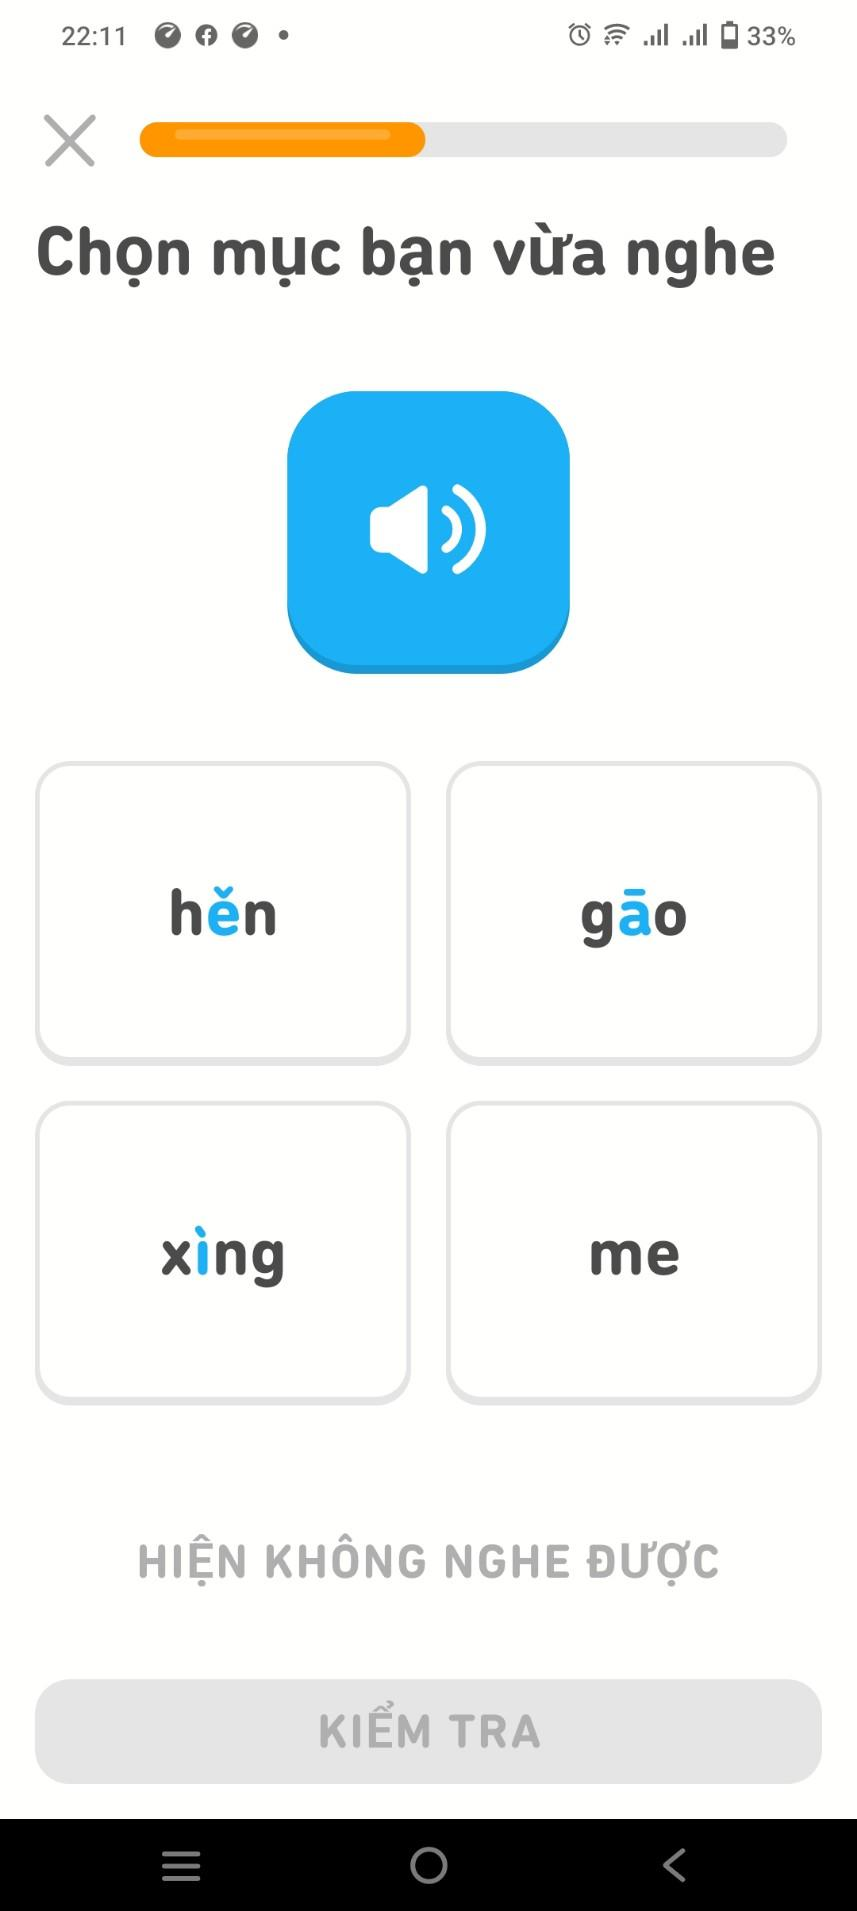 22:11
33%
Chọn mục bạn vừa nghe
hěn
gāo
xìng
me
HIỆN KHÔNG NGHE ĐƯỢC
KIỂM TRA